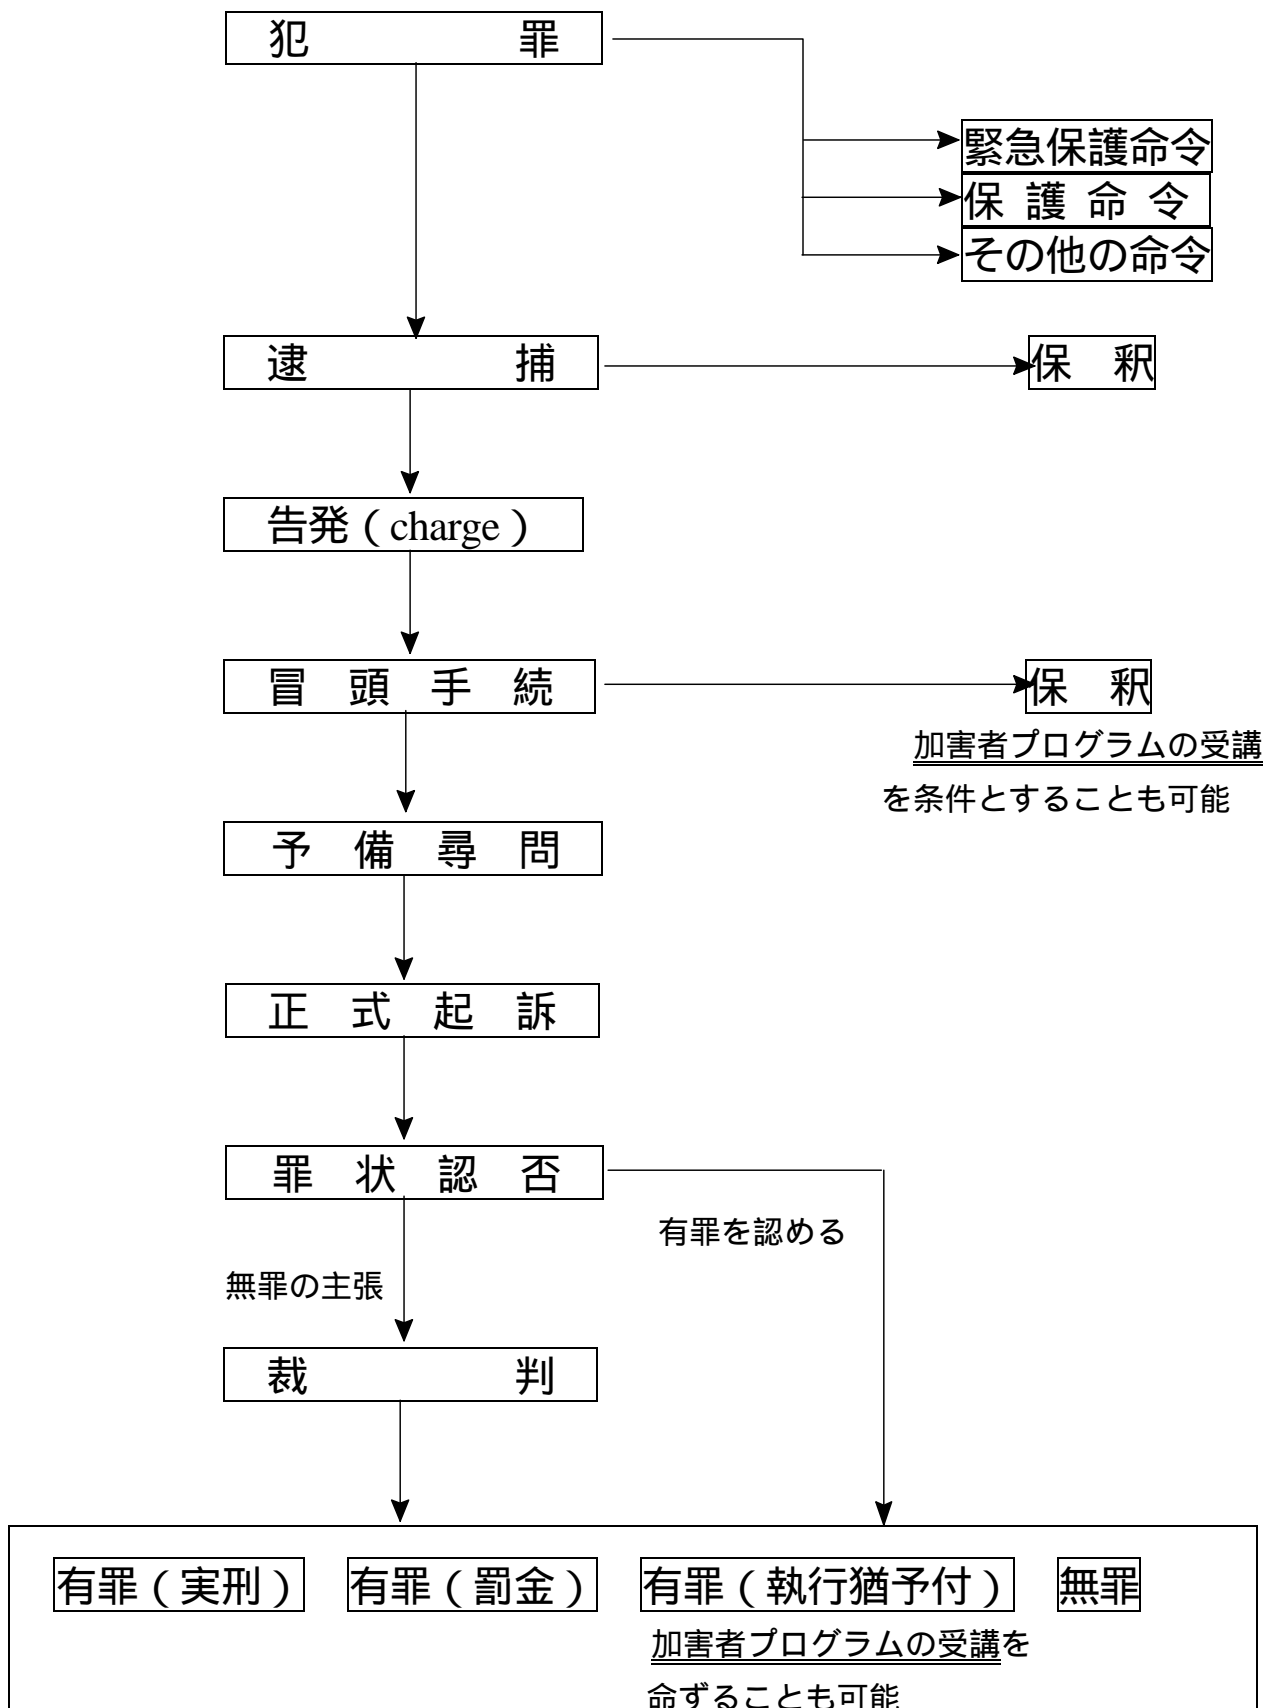 犯　罪
緊急保護命令
保護命令
その他の命令
逮　捕
保　釈
告発（charge）
冒　頭　手　続
保　釈
加害者プログラムの受講
を条件とすることも可能
予　備　尋　問
正　式　起　訴
罪　状　認　否
有罪を認める
無罪の主張
裁　判
有罪（実刑） 有罪（罰金） 有罪（執行猶予付） 無罪
加害者プログラムの受講を
命ずることも可能